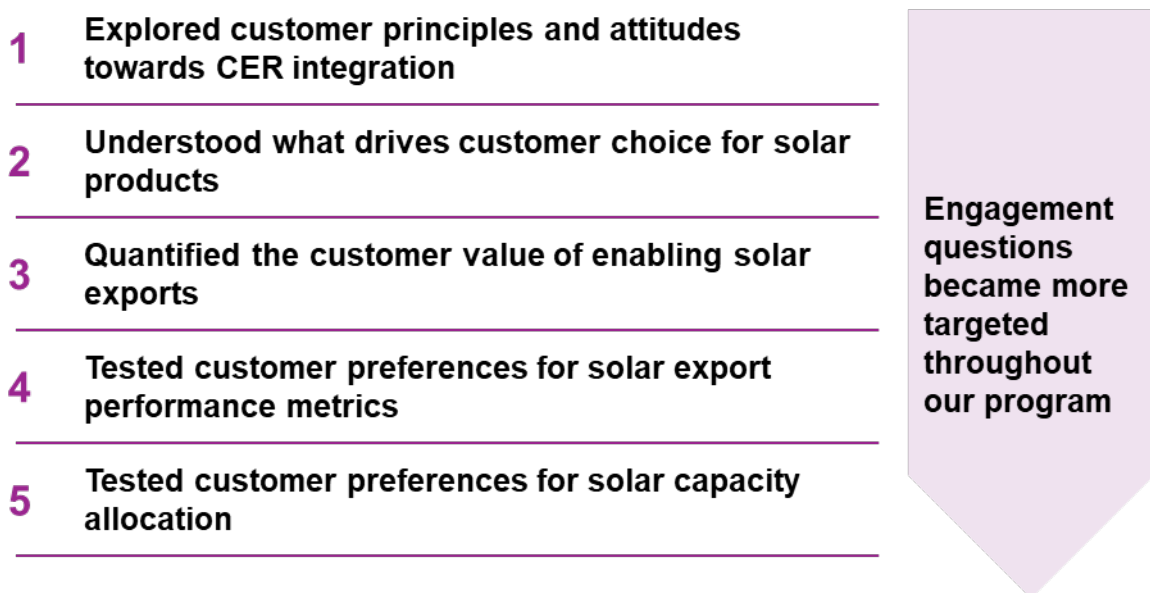 1
Explored customer principles and attitudes
towards CER integration
2
Understood what drives customer choice for solar
products
3
Quantified the customer value of enabling solar
exports
4
Tested customer preferences for solar export
performance metrics
5
Tested customer preferences for solar capacity
allocation
Engagement
questions
became more
targeted
throughout
our program